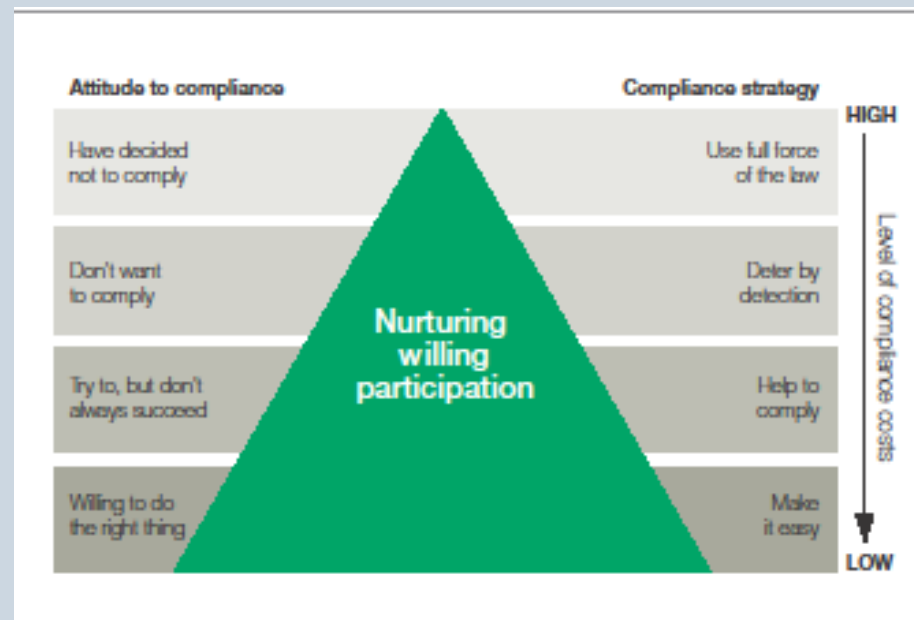 Attitude to compliance
Compliance strategy
HIGH
Have decided
not to comply
Use full force
of the law
Don't want
to comply
Deter by
detection
Nurturing
willing
participation
Try to, but don't
always succeed
Help to
comply
Willing to do
the right thing
Make
it easy
Level of compliance costs
LOW